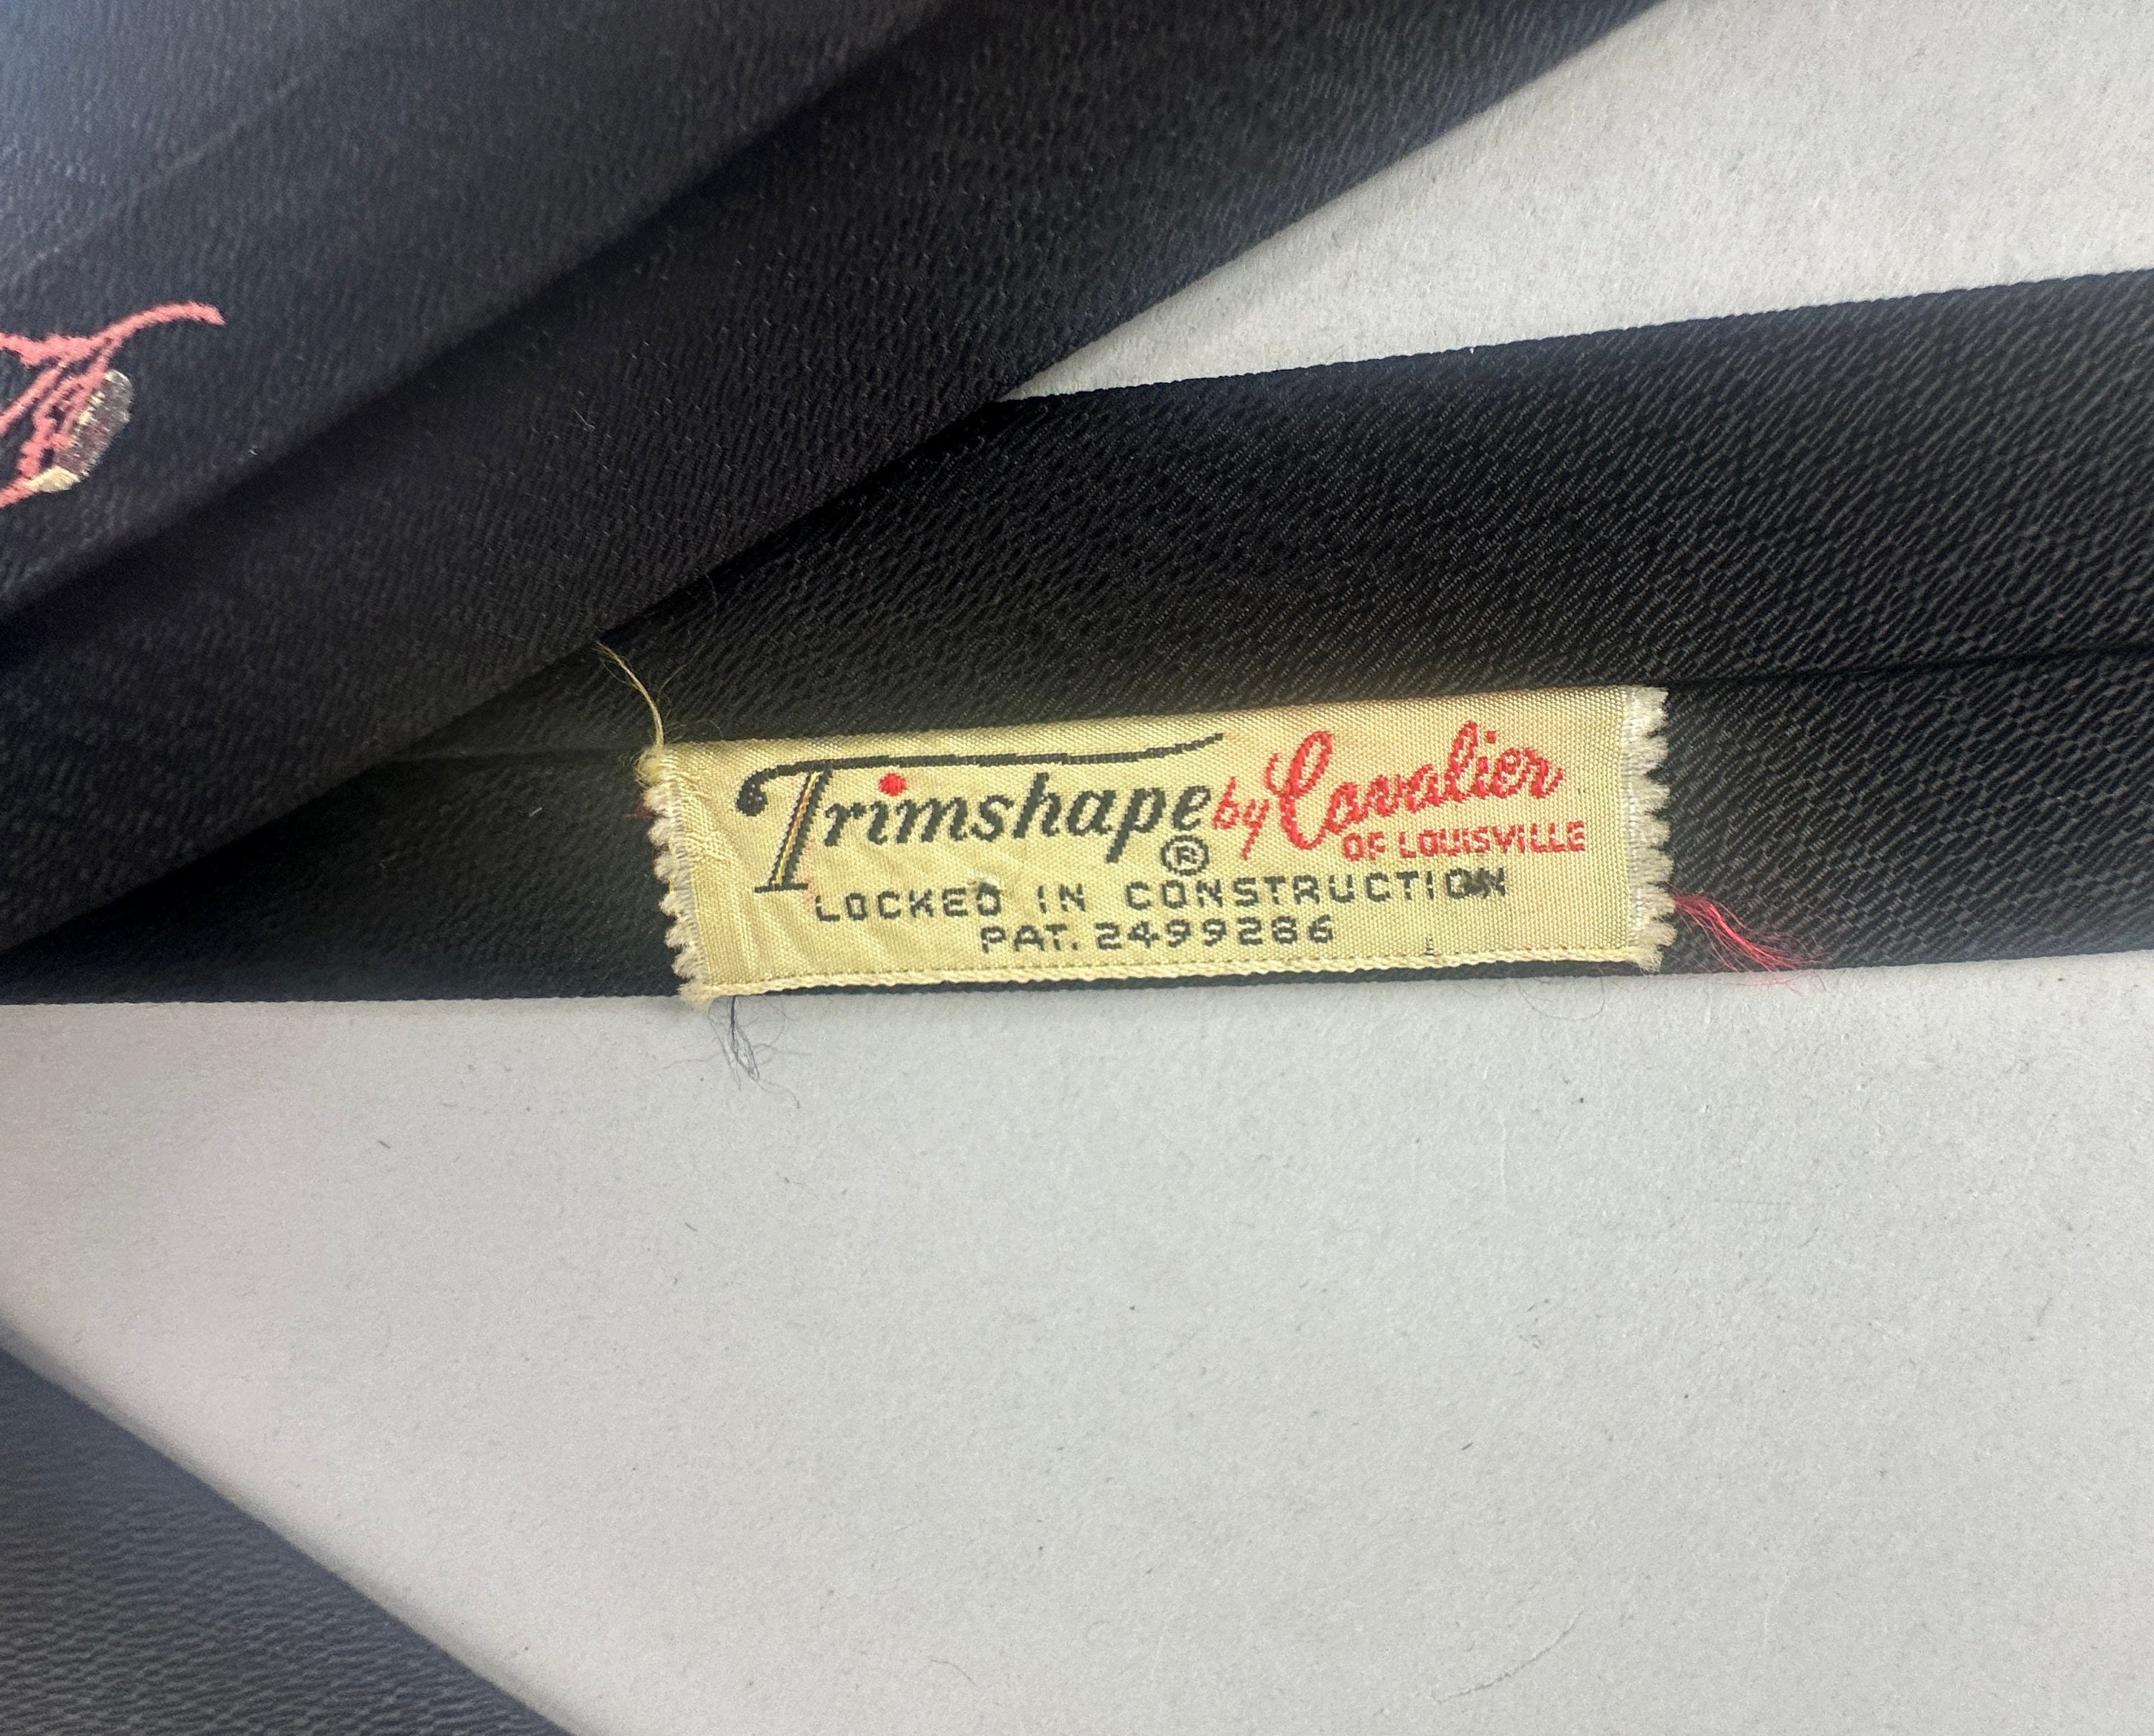 Trimshape® by Cavalier
OF LOUISVILLE
LOCKED IN CONSTRUCTION
PAT. 2499286